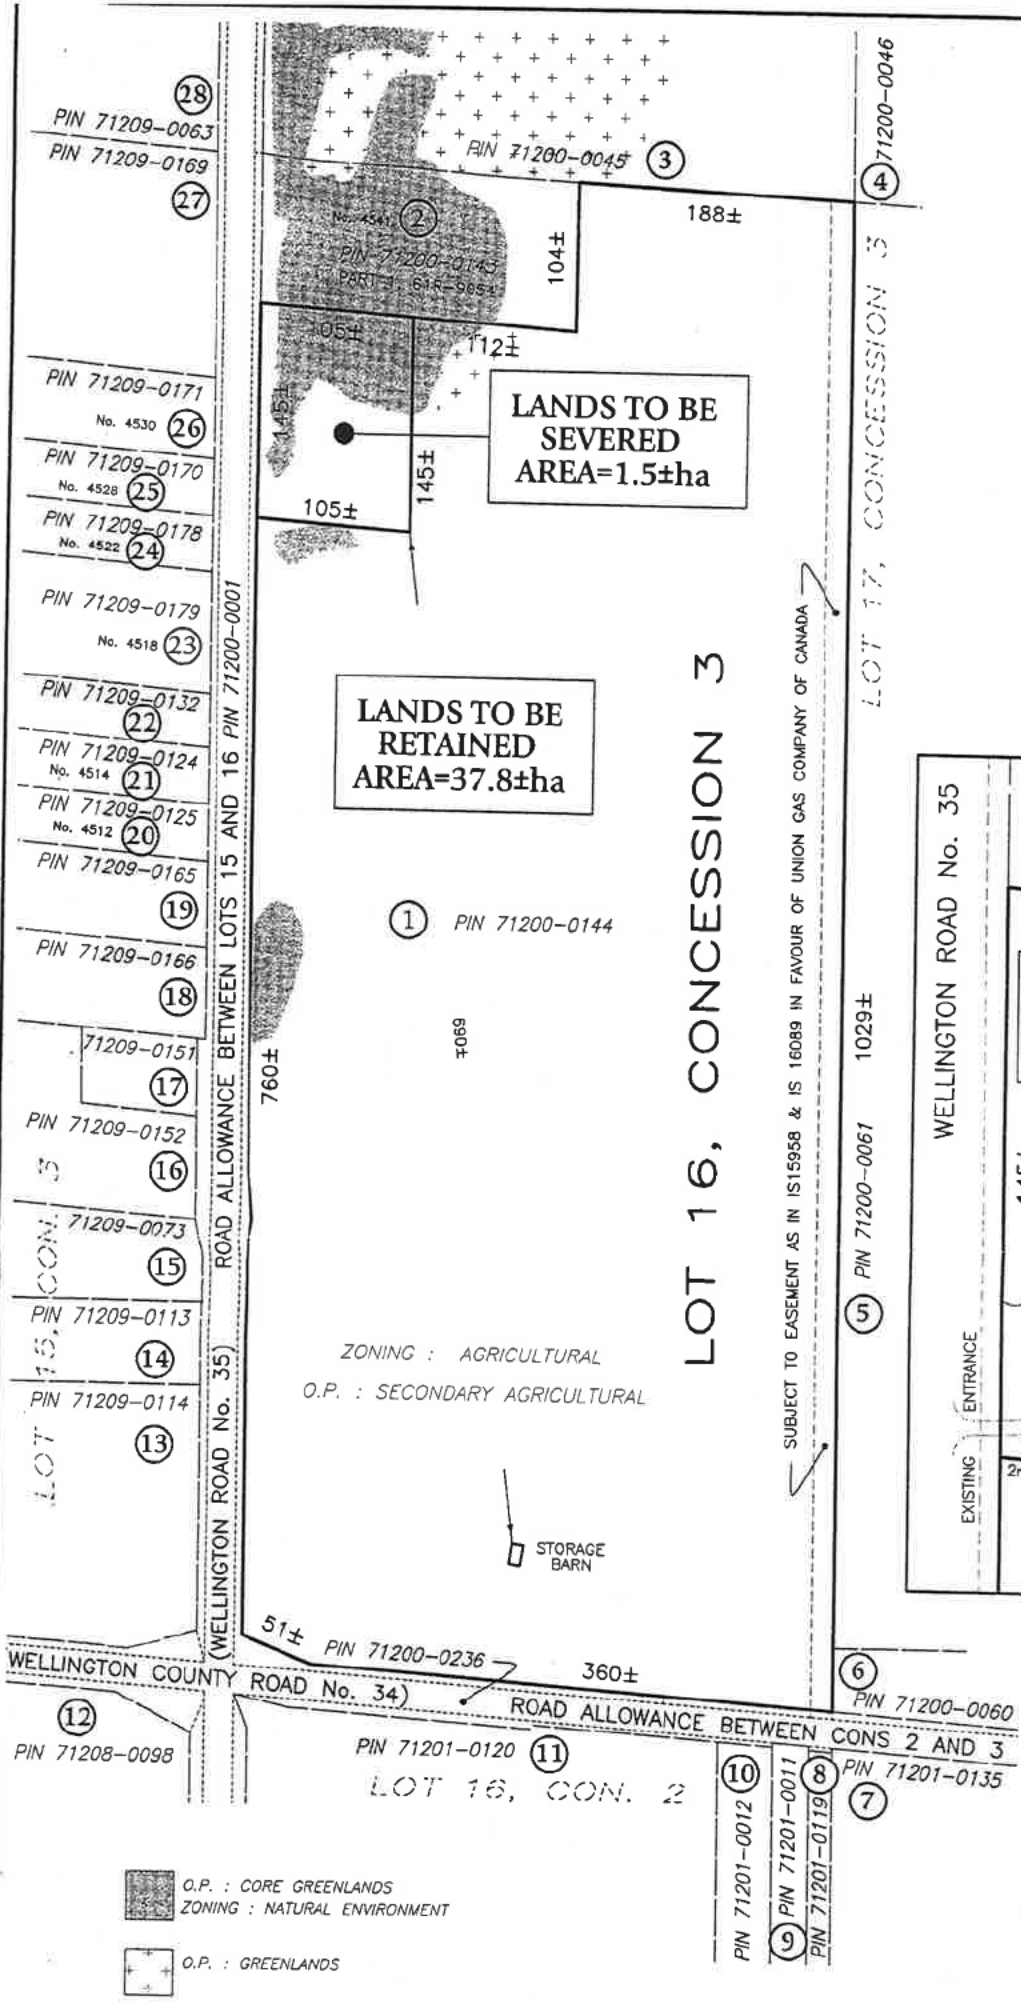 28
PIN 71209-0063
PIN 71209-0169
27
71200-0046
4
PIN 71200-0045
3
188±
104±
No. 4541
2
PIN 71200-0143
PART 1, 61R-9054
105±
112±
145±
145±
105±
LANDS TO BE
SEVERED
AREA=1.5±ha
LOT 17, CONCESSION 3
PIN 71209-0171
No. 4530
26
PIN 71209-0170
No. 4528
25
PIN 71209-0178
No. 4522
24
PIN 71209-0179
No. 4518
23
PIN 71209-0132
22
PIN 71209-0124
No. 4514
21
PIN 71209-0125
No. 4512
20
PIN 71209-0165
19
PIN 71209-0166
18
71209-0151
17
PIN 71209-0152
16
71209-0073
15
PIN 71209-0113
14
PIN 71209-0114
13
LOT 15, CON. 3
ROAD ALLOWANCE BETWEEN LOTS 15 AND 16 PIN 71200-0001
(WELLINGTON ROAD No. 35)
LANDS TO BE
RETAINED
AREA=37.8±ha
1
PIN 71200-0144
690±
760±
LOT 16, CONCESSION 3
SUBJECT TO EASEMENT AS IN IS15958 & IS 16089 IN FAVOUR OF UNION GAS COMPANY OF CANADA
1029±
PIN 71200-0061
5
WELLINGTON ROAD No. 35
EXISTING ENTRANCE
ZONING : AGRICULTURAL
O.P. : SECONDARY AGRICULTURAL
STORAGE
BARN
51±
PIN 71200-0236
360±
WELLINGTON COUNTY ROAD No. 34)
ROAD ALLOWANCE BETWEEN CONS 2 AND 3
6
PIN 71200-0060
12
PIN 71208-0098
PIN 71201-0120
11
LOT 16, CON. 2
10
PIN 71201-0012
PIN 71201-0011
9
8
PIN 71201-0119
PIN 71201-0135
7
O.P. : CORE GREENLANDS
ZONING : NATURAL ENVIRONMENT
O.P. : GREENLANDS